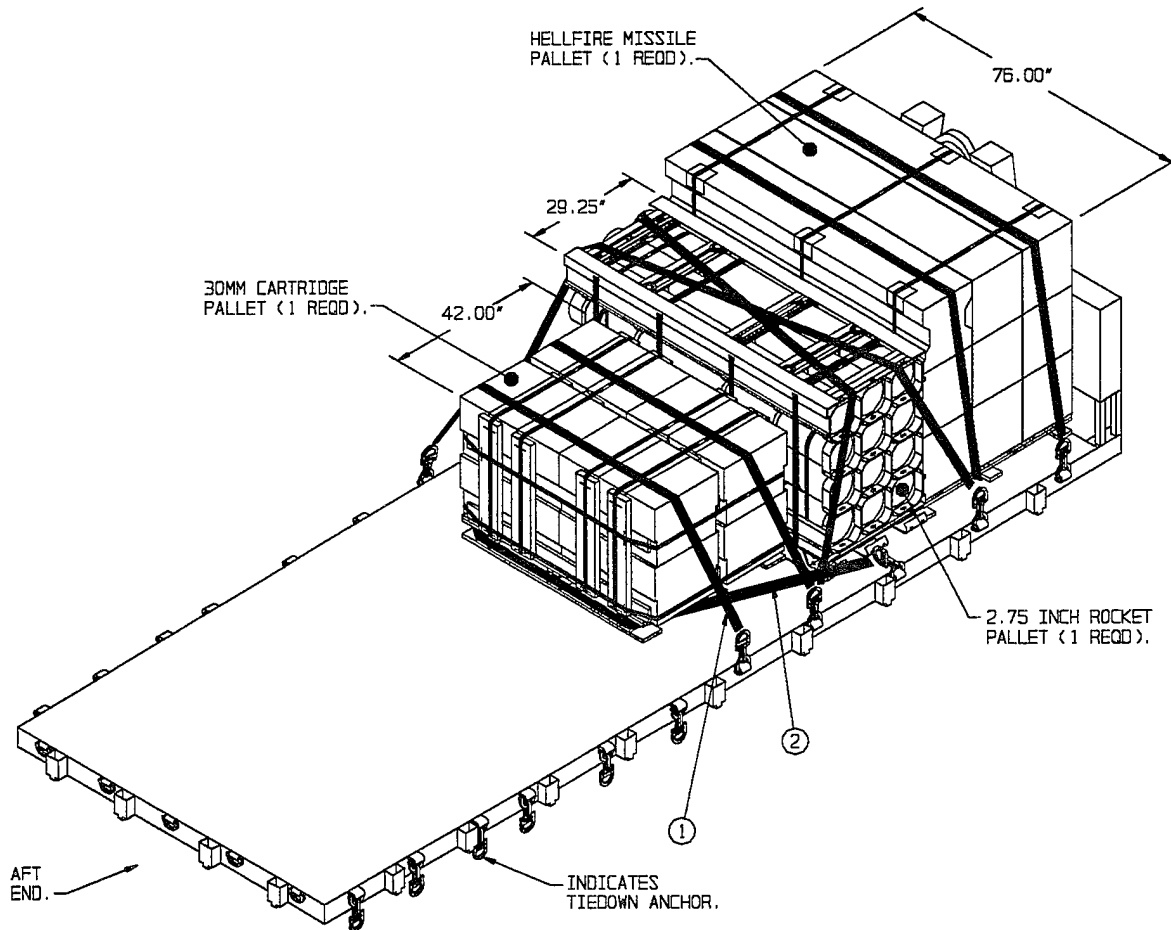 HELLFIRE MISSILE
PALLET (1 REQD).
76.00"
29.25"
30MM CARTRIDGE
PALLET (1 REQD).
42.00"
2.75 INCH ROCKET
PALLET (1 REQD).
2
1
AFT
END.
INDICATES
TIEDOWN ANCHOR.